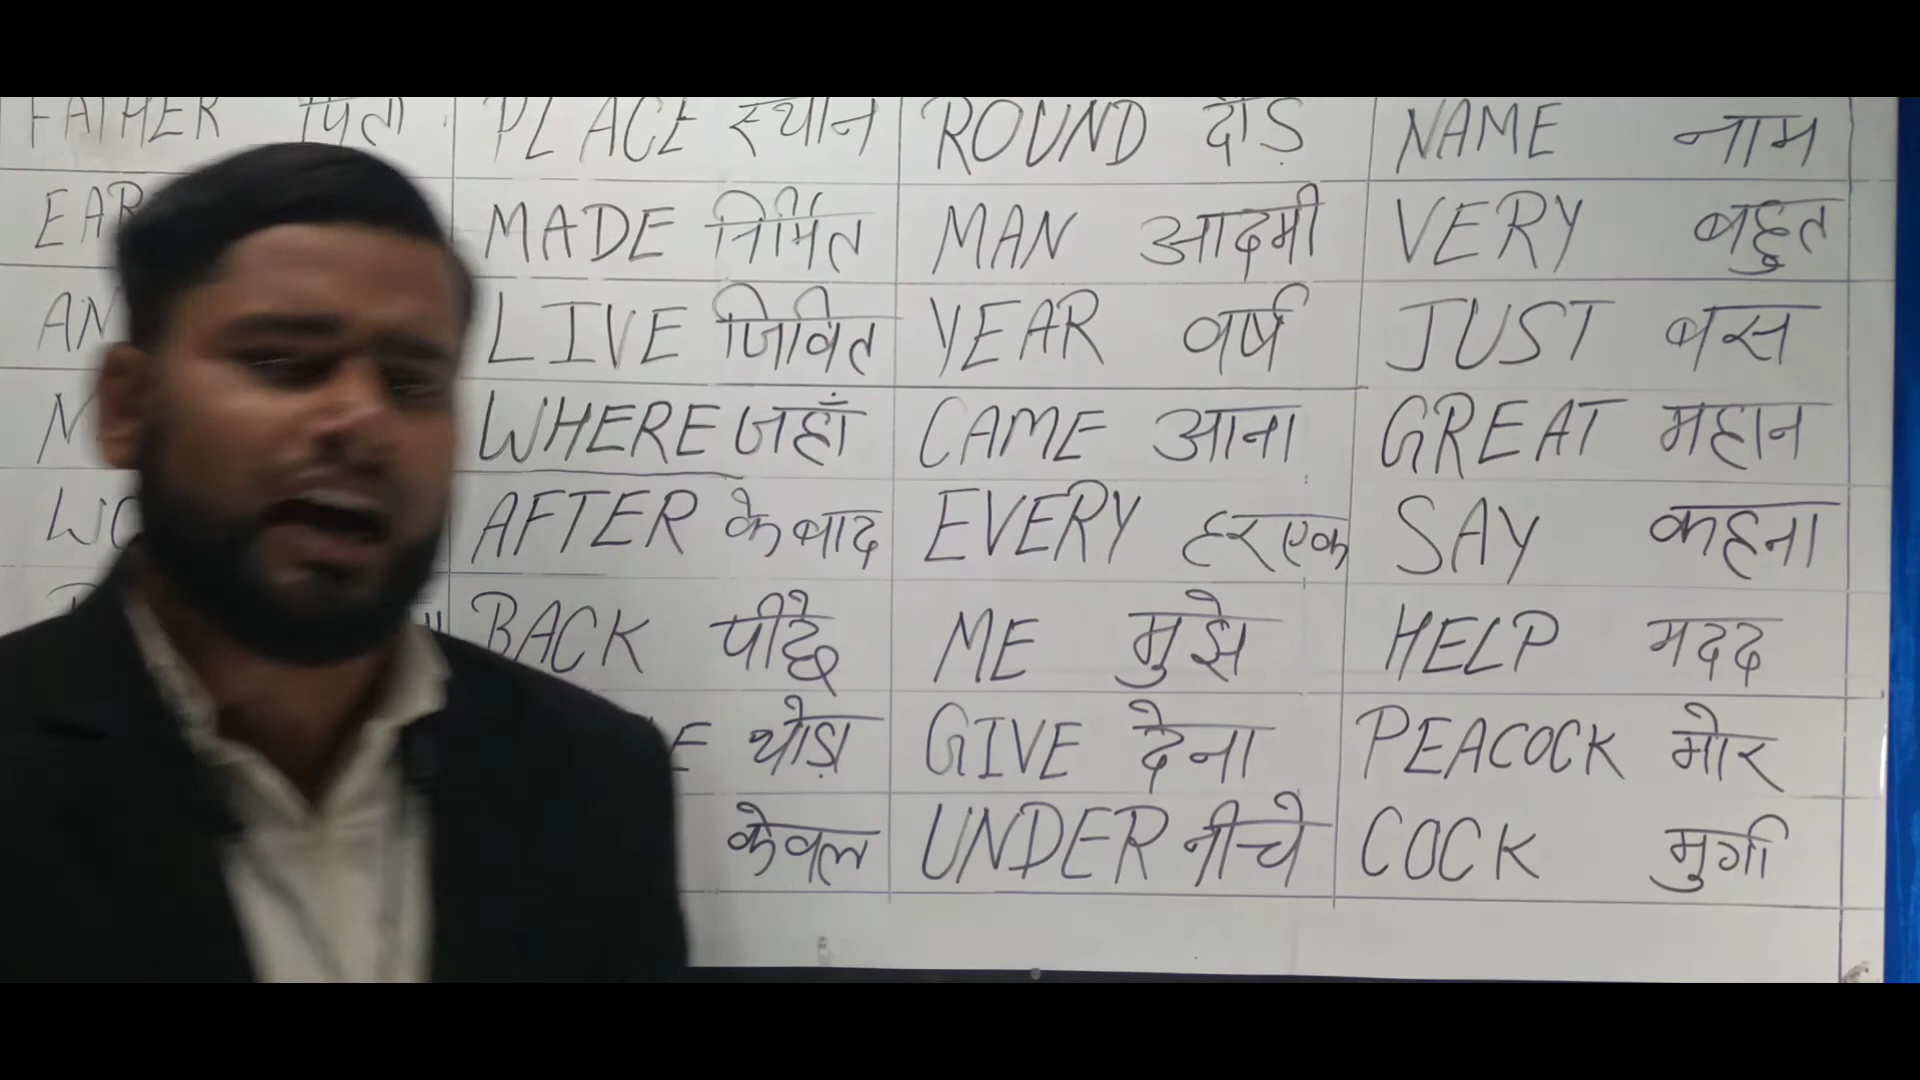 FATHER पिता PLACE स्थान ROUND दौड़ NAME नाम
MADE निर्मित MAN आदमी VERY बहुत
LIVE जिवित YEAR वर्ष JUST बस
WHERE जहाँ CAME आना GREAT महान
AFTER के बाद EVERY हर एक SAY कहना
BACK पीछे ME मुझे HELP मदद
थोड़ा GIVE देना PEACOCK मोर
केवल UNDER नीचे COCK मुर्गा